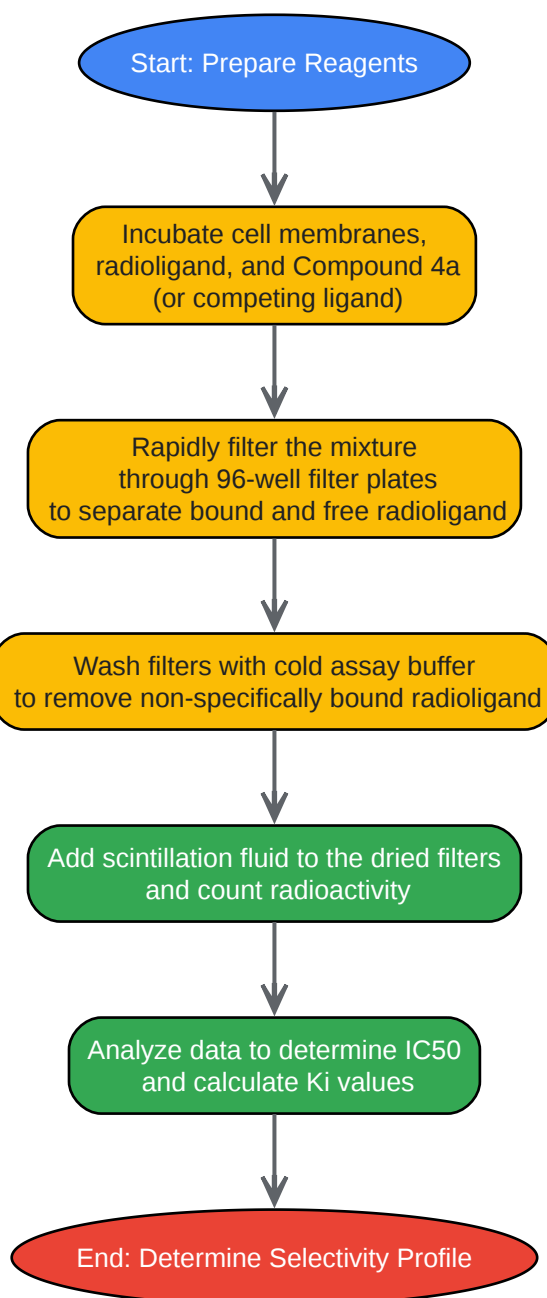 Start: Prepare Reagents
Incubate cell membranes,
radioligand, and Compound 4a
(or competing ligand)
Rapidly filter the mixture
through 96-well filter plates
to separate bound and free radioligand
Wash filters with cold assay buffer
to remove non-specifically bound radioligand
Add scintillation fluid to the dried filters
and count radioactivity
Analyze data to determine IC50
and calculate Ki values
End: Determine Selectivity Profile